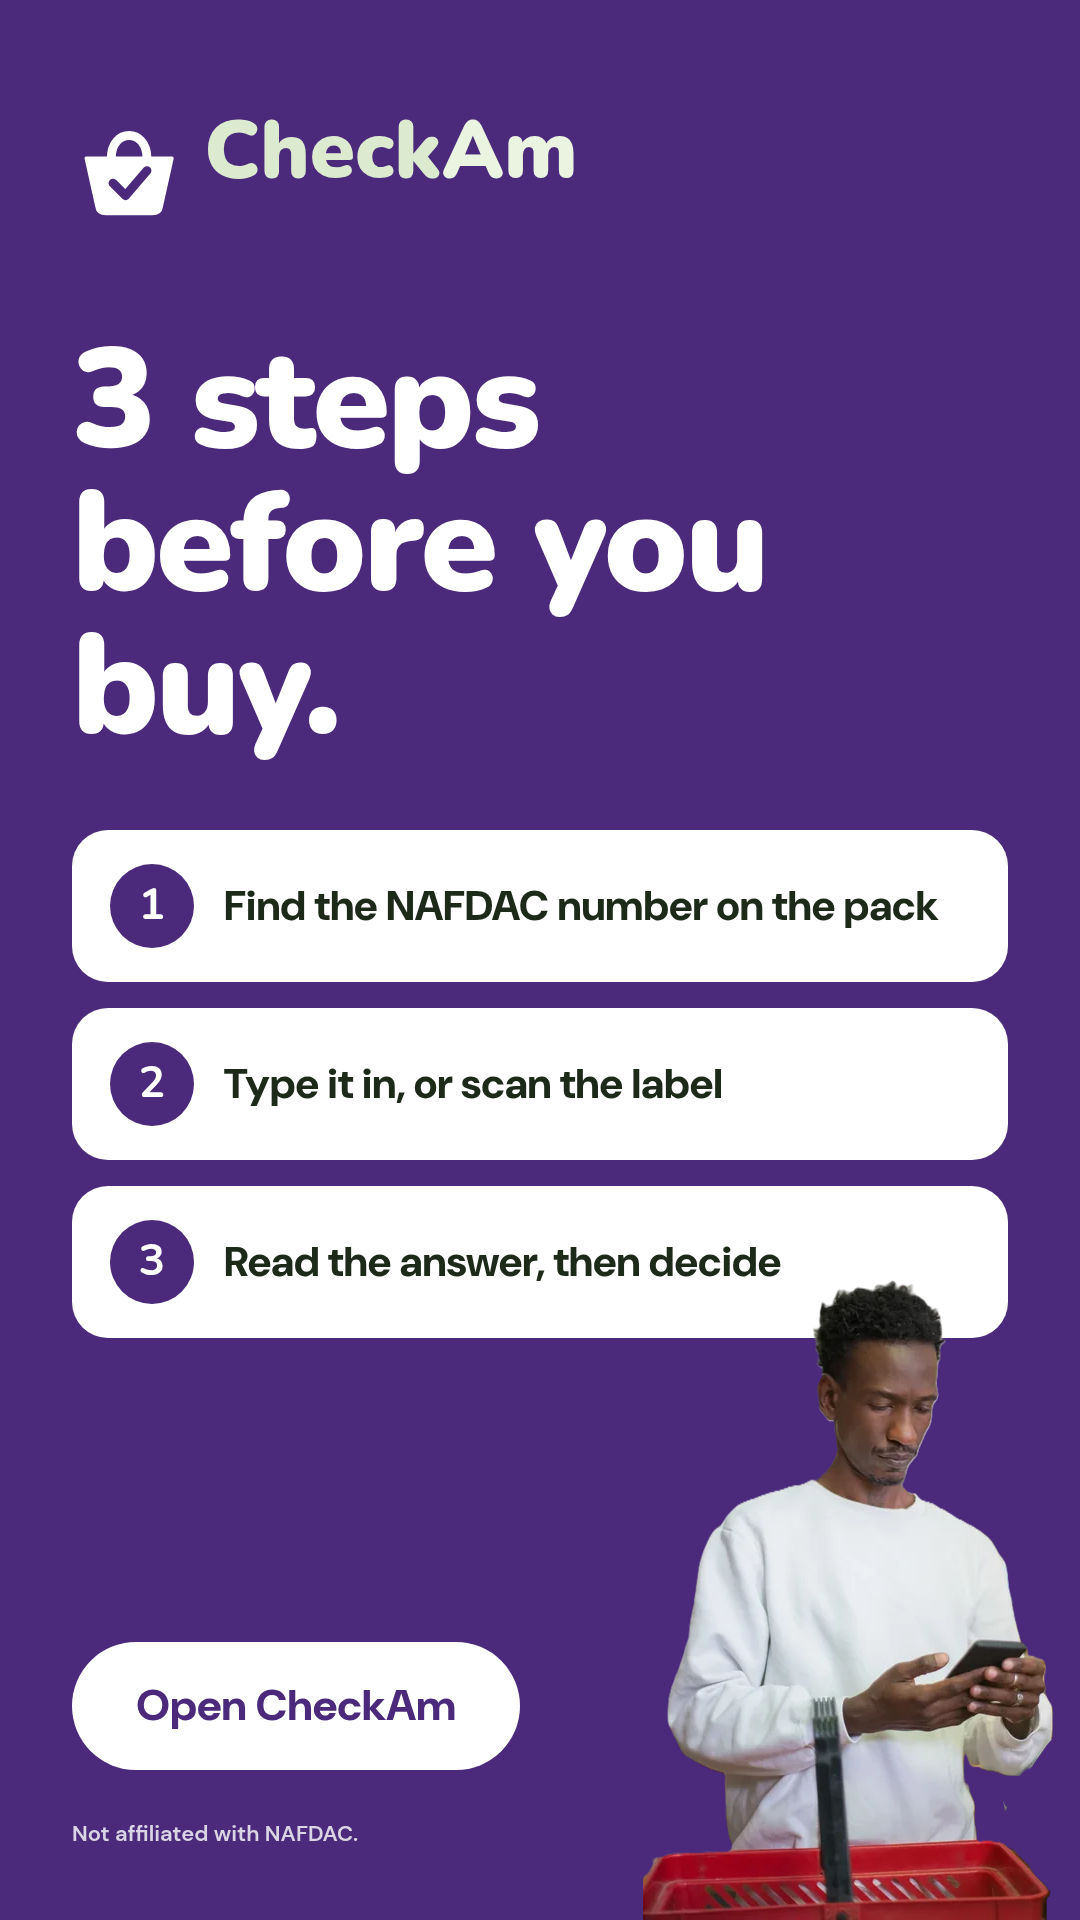 CheckAm
3 steps
before you
buy.
1 Find the NAFDAC number on the pack
2 Type it in, or scan the label
3 Read the answer, then decide
Open CheckAm
Not affiliated with NAFDAC.